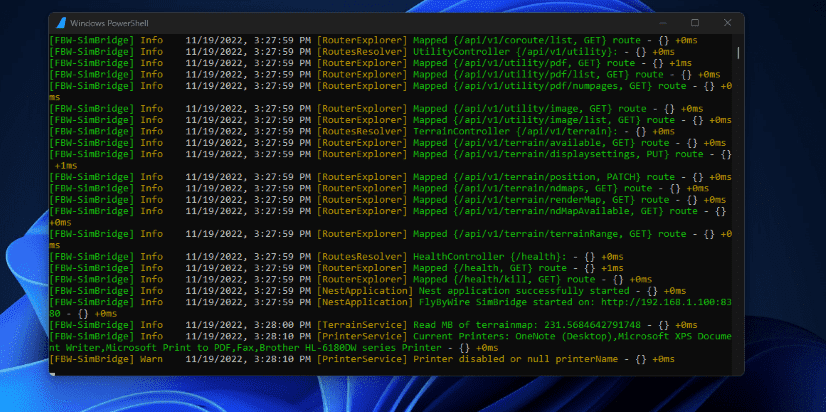 Windows PowerShell
[FBW-SimBridge] Info    11/19/2022, 3:27:59 PM [RouterExplorer] Mapped {/api/v1/coroute/list, GET} route - {} +0ms
[FBW-SimBridge] Info    11/19/2022, 3:27:59 PM [RoutesResolver] UtilityController {/api/v1/utility}: - {} +0ms
[FBW-SimBridge] Info    11/19/2022, 3:27:59 PM [RouterExplorer] Mapped {/api/v1/utility/pdf, GET} route - {} +1ms
[FBW-SimBridge] Info    11/19/2022, 3:27:59 PM [RouterExplorer] Mapped {/api/v1/utility/pdf/list, GET} route - {} +0ms
[FBW-SimBridge] Info    11/19/2022, 3:27:59 PM [RouterExplorer] Mapped {/api/v1/utility/pdf/numpages, GET} route - {} +0
ms
[FBW-SimBridge] Info    11/19/2022, 3:27:59 PM [RouterExplorer] Mapped {/api/v1/utility/image, GET} route - {} +0ms
[FBW-SimBridge] Info    11/19/2022, 3:27:59 PM [RouterExplorer] Mapped {/api/v1/utility/image/list, GET} route - {} +0ms
[FBW-SimBridge] Info    11/19/2022, 3:27:59 PM [RoutesResolver] TerrainController {/api/v1/terrain}: - {} +0ms
[FBW-SimBridge] Info    11/19/2022, 3:27:59 PM [RouterExplorer] Mapped {/api/v1/terrain/available, GET} route - {} +0ms
[FBW-SimBridge] Info    11/19/2022, 3:27:59 PM [RouterExplorer] Mapped {/api/v1/terrain/displaysettings, PUT} route - {}
 +1ms
[FBW-SimBridge] Info    11/19/2022, 3:27:59 PM [RouterExplorer] Mapped {/api/v1/terrain/position, PATCH} route - {} +0ms
[FBW-SimBridge] Info    11/19/2022, 3:27:59 PM [RouterExplorer] Mapped {/api/v1/terrain/ndmaps, GET} route - {} +0ms
[FBW-SimBridge] Info    11/19/2022, 3:27:59 PM [RouterExplorer] Mapped {/api/v1/terrain/renderMap, GET} route - {} +0ms
[FBW-SimBridge] Info    11/19/2022, 3:27:59 PM [RouterExplorer] Mapped {/api/v1/terrain/ndMapAvailable, GET} route - {}
+0ms
[FBW-SimBridge] Info    11/19/2022, 3:27:59 PM [RouterExplorer] Mapped {/api/v1/terrain/terrainRange, GET} route - {} +0
ms
[FBW-SimBridge] Info    11/19/2022, 3:27:59 PM [RoutesResolver] HealthController {/health}: - {} +0ms
[FBW-SimBridge] Info    11/19/2022, 3:27:59 PM [RouterExplorer] Mapped {/health, GET} route - {} +1ms
[FBW-SimBridge] Info    11/19/2022, 3:27:59 PM [RouterExplorer] Mapped {/health/kill, GET} route - {} +0ms
[FBW-SimBridge] Info    11/19/2022, 3:27:59 PM [NestApplication] Nest application successfully started - {} +0ms
[FBW-SimBridge] Info    11/19/2022, 3:27:59 PM [NestApplication] FlyByWire SimBridge started on: http://192.168.1.100:83
80 - {} +0ms
[FBW-SimBridge] Info    11/19/2022, 3:28:00 PM [TerrainService] Read MB of terrainmap: 231.5684642791748 - {} +0ms
[FBW-SimBridge] Info    11/19/2022, 3:28:10 PM [PrinterService] Current Printers: OneNote (Desktop),Microsoft XPS Docume
nt Writer,Microsoft Print to PDF,Fax,Brother HL-6180DW series Printer - {} +0ms
[FBW-SimBridge] Warn    11/19/2022, 3:28:10 PM [PrinterService] Printer disabled or null printerName - {} +0ms